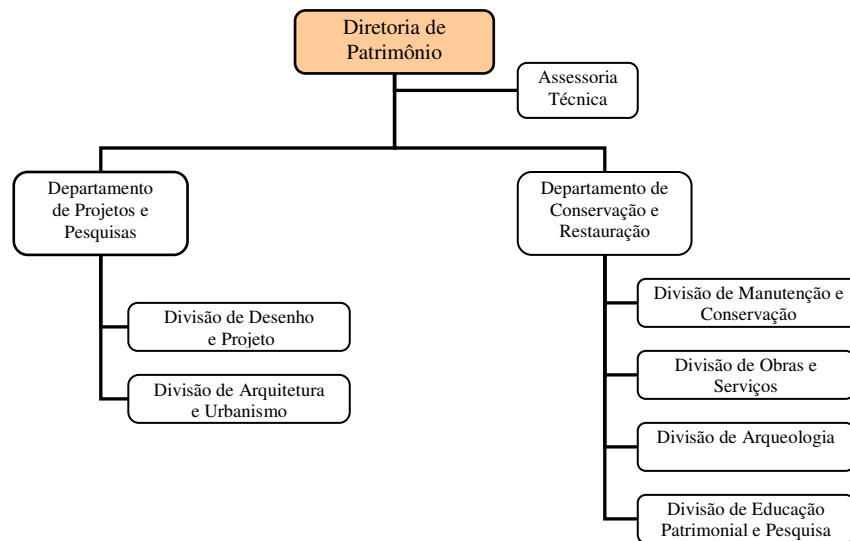 Diretoria de
Patrimônio
Assessoria
Técnica
Departamento
de Projetos e
Pesquisas
Departamento de
Conservação e
Restauração
Divisão de Desenho
e Projeto
Divisão de Arquitetura
e Urbanismo
Divisão de Manutenção e
Conservação
Divisão de Obras e
Serviços
Divisão de Arqueologia
Divisão de Educação
Patrimonial e Pesquisa